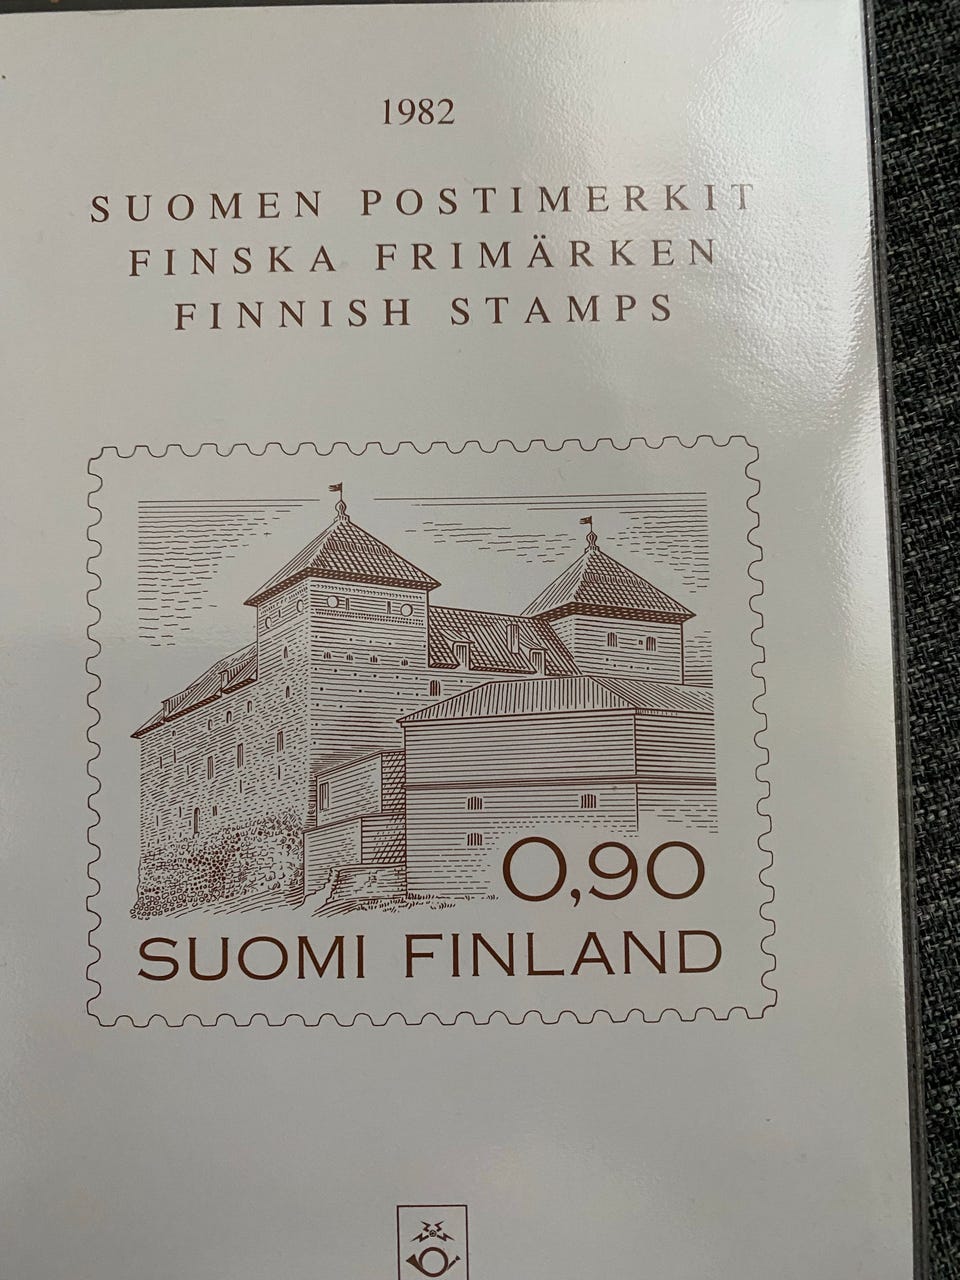 1982
SUOMEN POSTIMERKIT
FINSKA FRIMÄRKEN
FINNISH STAMPS
0,90
SUOMI FINLAND